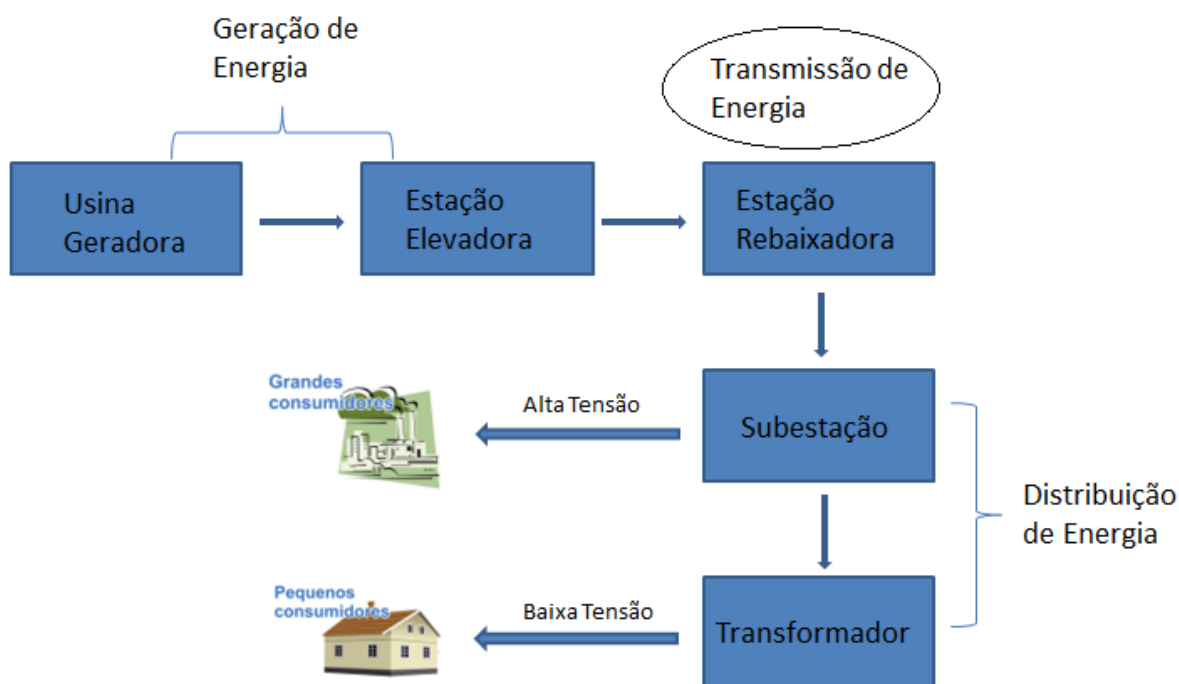 Geração de
Energia
Transmissão de
Energia
Usina
Geradora
Estação
Elevadora
Estação
Rebaixadora
Grandes
consumidores
Alta Tensão
Subestação
Distribuição
de Energia
Pequenos
consumidores
Baixa Tensão
Transformador